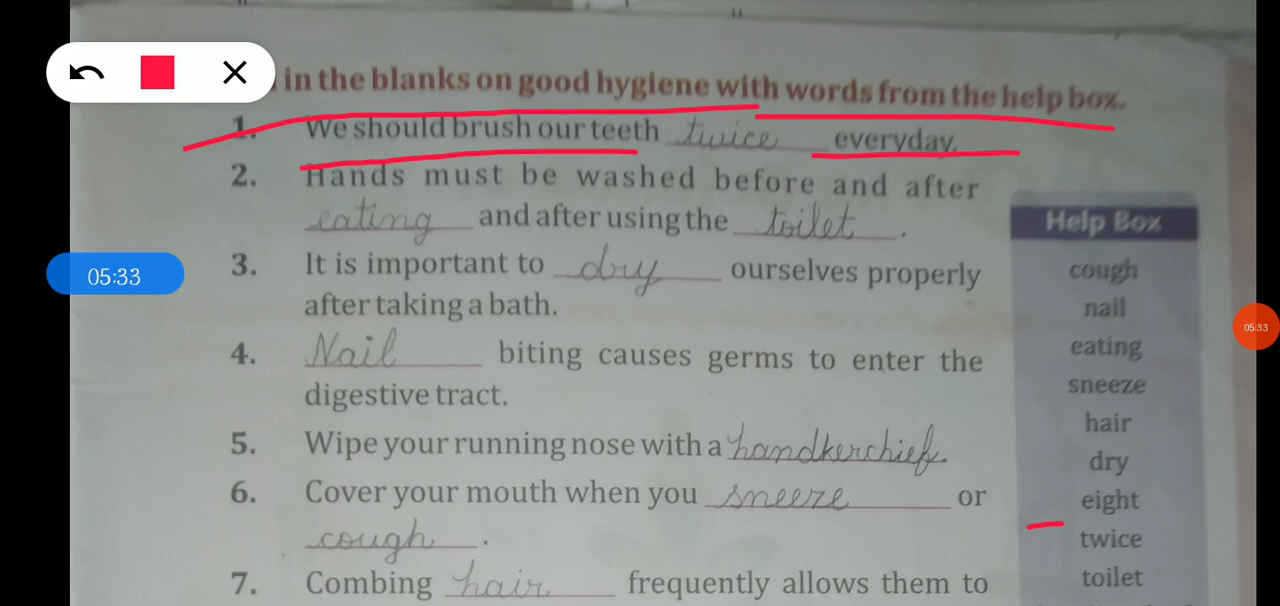 in the blanks on good hygiene with words from the help box.
1. We should brush our teeth twice everyday.
2. Hands must be washed before and after
eating and after using the toilet.
3. It is important to dry ourselves properly
after taking a bath.
4. Nail biting causes germs to enter the
digestive tract.
5. Wipe your running nose with a handkerchief.
6. Cover your mouth when you sneeze or
cough.
7. Combing hair frequently allows them to
Help Box
cough
nail
eating
sneeze
hair
dry
eight
twice
toilet
05:33
05:33